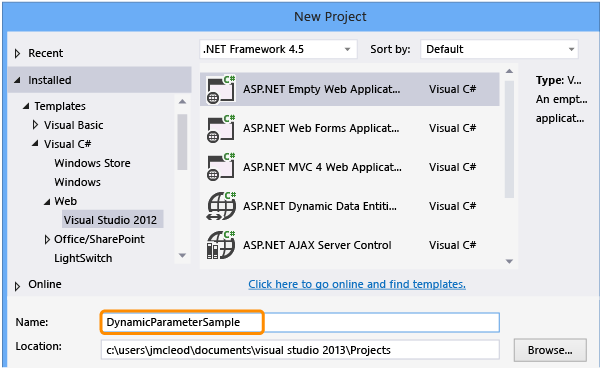 New Project
Recent
.NET Framework 4.5
Sort by:
Default
Installed
Templates
Visual Basic
Visual C#
Windows Store
Windows
Web
Visual Studio 2012
Office/SharePoint
LightSwitch
Online
C#
ASP.NET Empty Web Applicat...
Visual C#
C#
ASP.NET Web Forms Applicat...
Visual C#
C#
ASP.NET MVC 4 Web Applicat...
Visual C#
C#
ASP.NET Dynamic Data Entiti...
Visual C#
C#
ASP.NET AJAX Server Control
Visual C#
Type: V...
An empt...
applicat...
Click here to go online and find templates.
Name:
DynamicParameterSample
Location:
c:\users\jmcleod\documents\visual studio 2013\Projects
Browse...